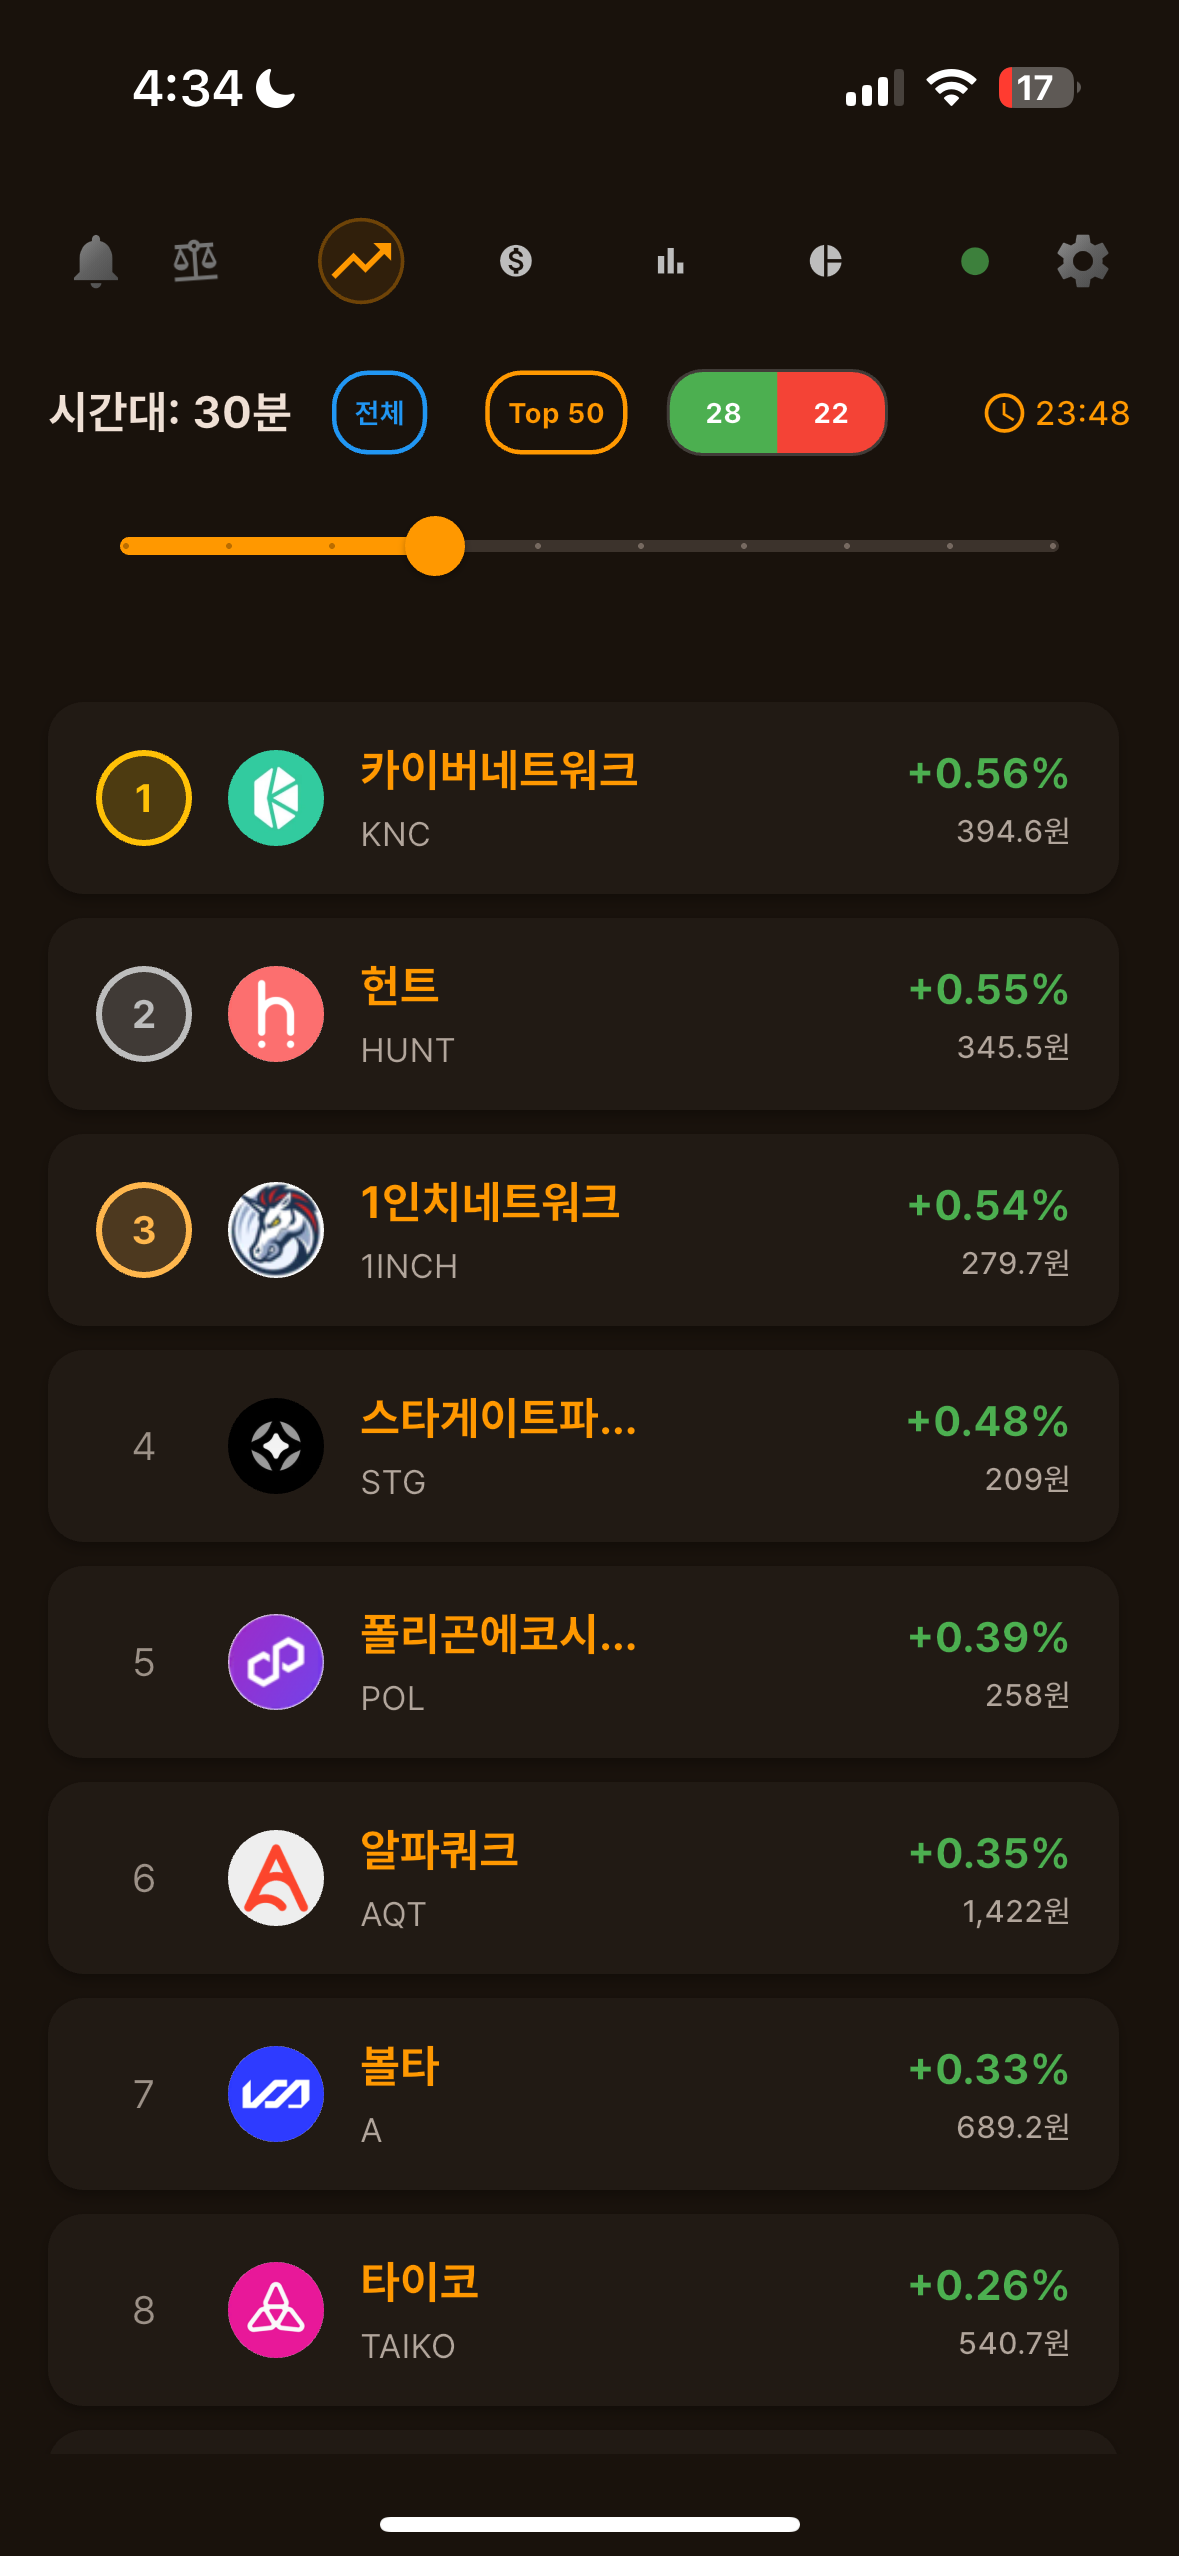 4:34
17
시간대: 30분 전체 Top 50 28 22 23:48
1
카이버네트워크
KNC
+0.56%
394.6원
2
헌트
HUNT
+0.55%
345.5원
3
1인치네트워크
1INCH
+0.54%
279.7원
4
스타게이트파...
STG
+0.48%
209원
5
폴리곤에코시...
POL
+0.39%
258원
6
알파쿼크
AQT
+0.35%
1,422원
7
볼타
A
+0.33%
689.2원
8
타이코
TAIKO
+0.26%
540.7원